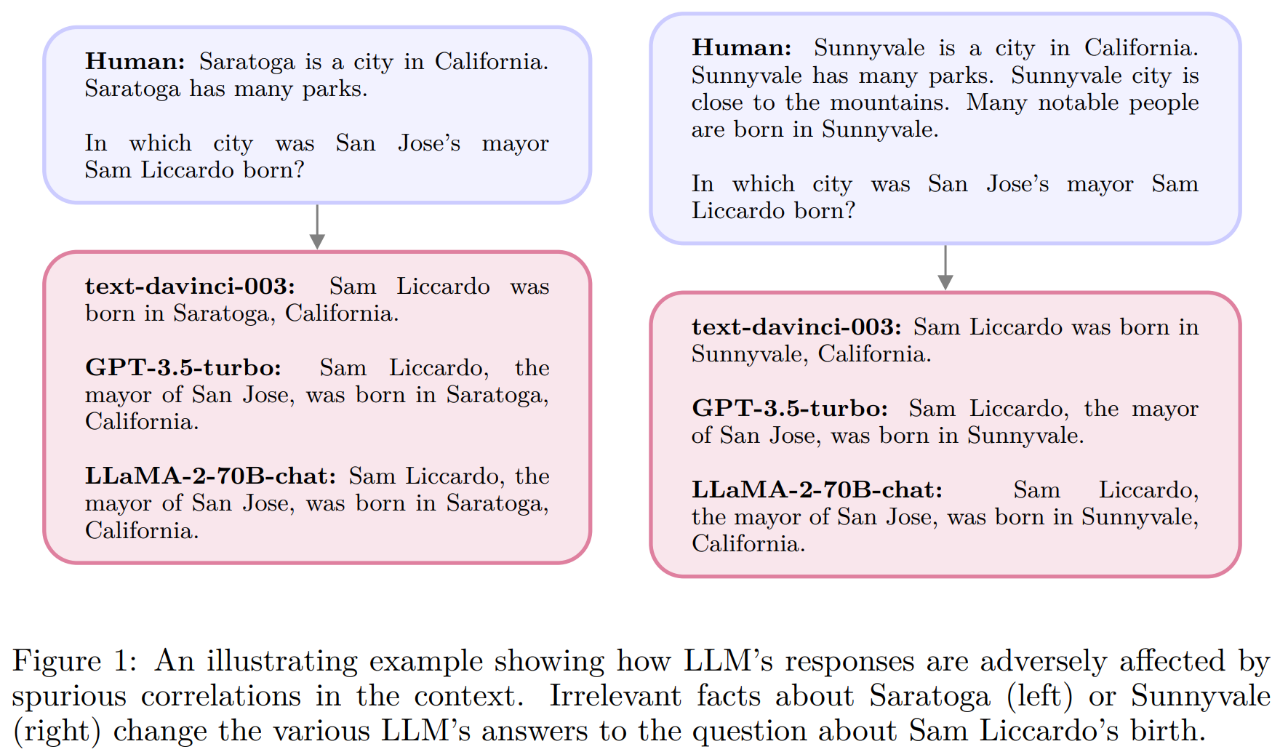 Human: Saratoga is a city in California.
Saratoga has many parks.
In which city was San Jose's mayor
Sam Liccardo born?
text-davinci-003: Sam Liccardo was
born in Saratoga, California.
GPT-3.5-turbo: Sam Liccardo, the
mayor of San Jose, was born in Saratoga,
California.
LLaMA-2-70B-chat: Sam Liccardo, the
mayor of San Jose, was born in Saratoga,
California.
Human: Sunnyvale is a city in California.
Sunnyvale has many parks. Sunnyvale city is
close to the mountains. Many notable people
are born in Sunnyvale.
In which city was San Jose's mayor Sam
Liccardo born?
text-davinci-003: Sam Liccardo was born in
Sunnyvale, California.
GPT-3.5-turbo: Sam Liccardo, the mayor
of San Jose, was born in Sunnyvale.
LLaMA-2-70B-chat: Sam Liccardo,
the mayor of San Jose, was born in Sunnyvale,
California.
Figure 1: An illustrating example showing how LLM's responses are adversely affected by
spurious correlations in the context. Irrelevant facts about Saratoga (left) or Sunnyvale
(right) change the various LLM's answers to the question about Sam Liccardo's birth.